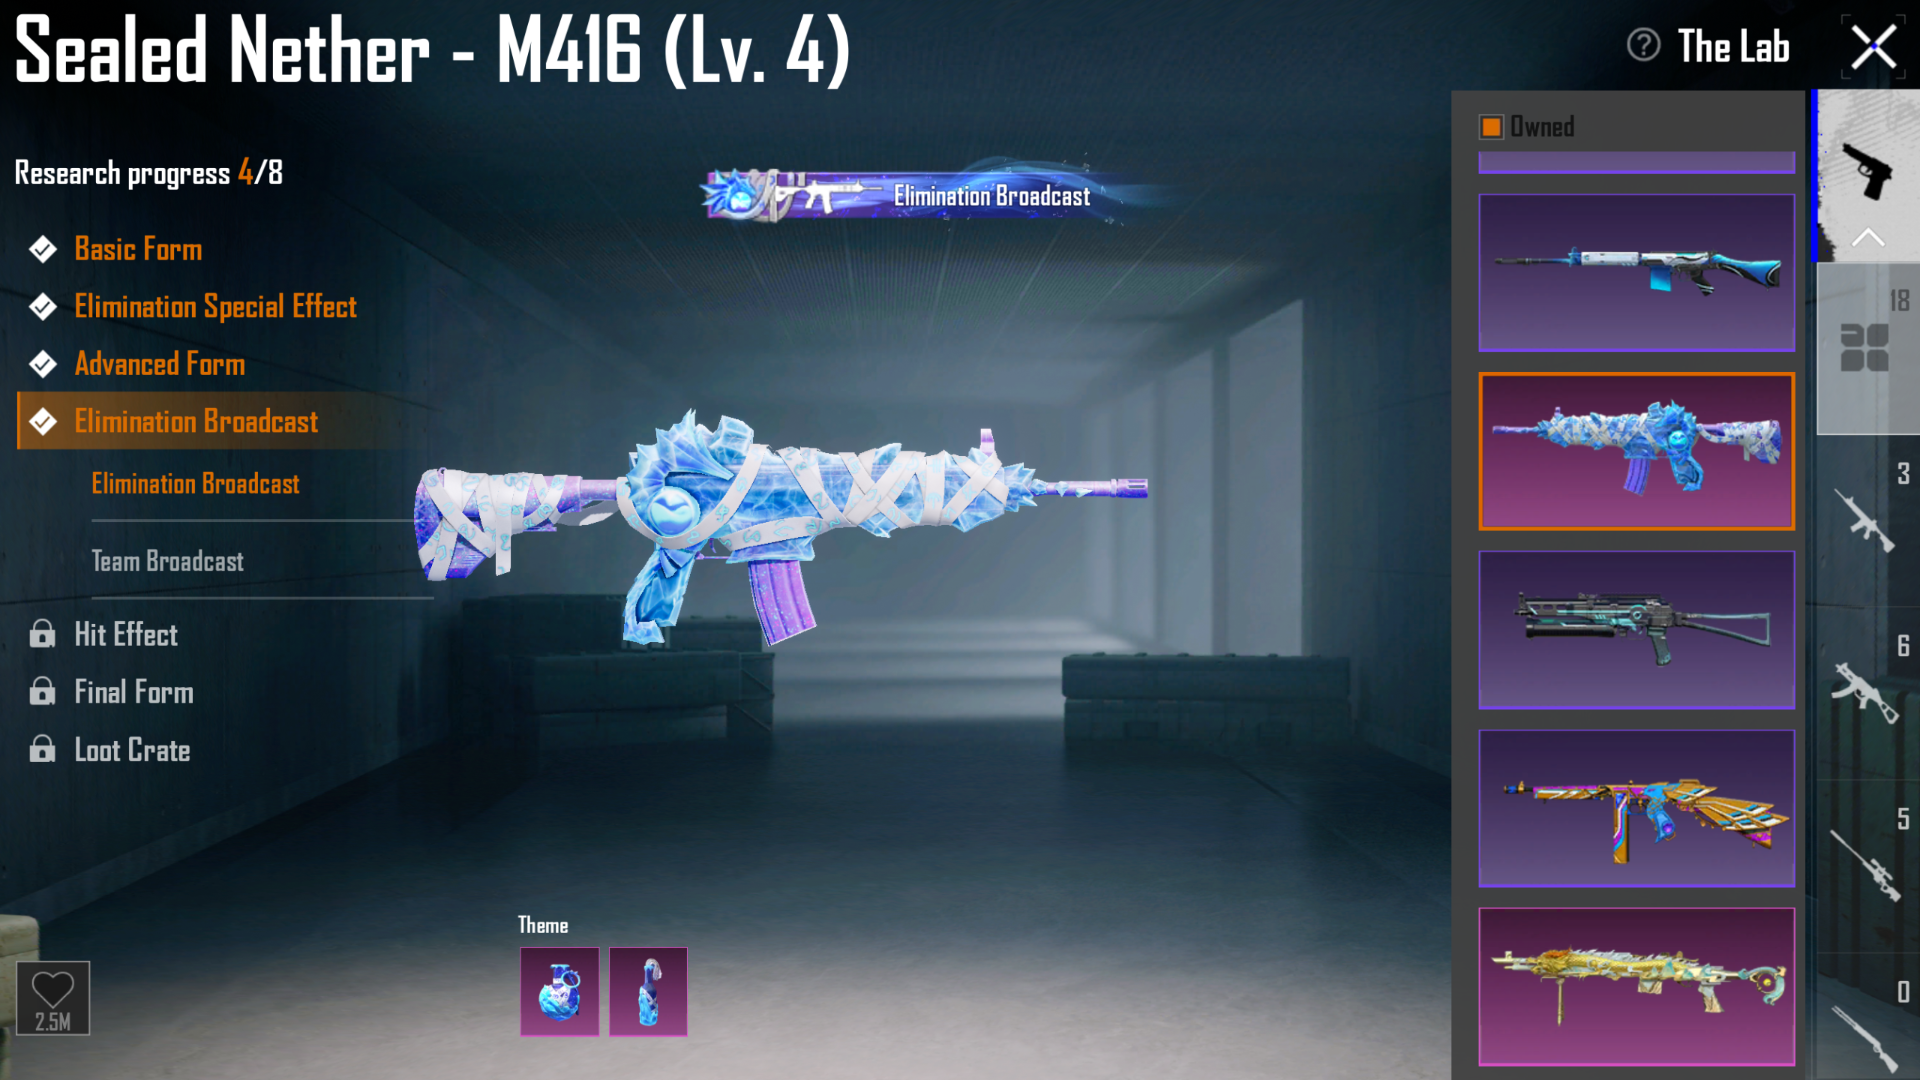 Sealed Nether - M416 (Lv. 4)
The Lab
Research progress 4/8
Basic Form
Elimination Special Effect
Advanced Form
Elimination Broadcast
Elimination Broadcast
Team Broadcast
Hit Effect
Final Form
Loot Crate
2.5M
Elimination Broadcast
Theme
Owned
18
3
6
5
0